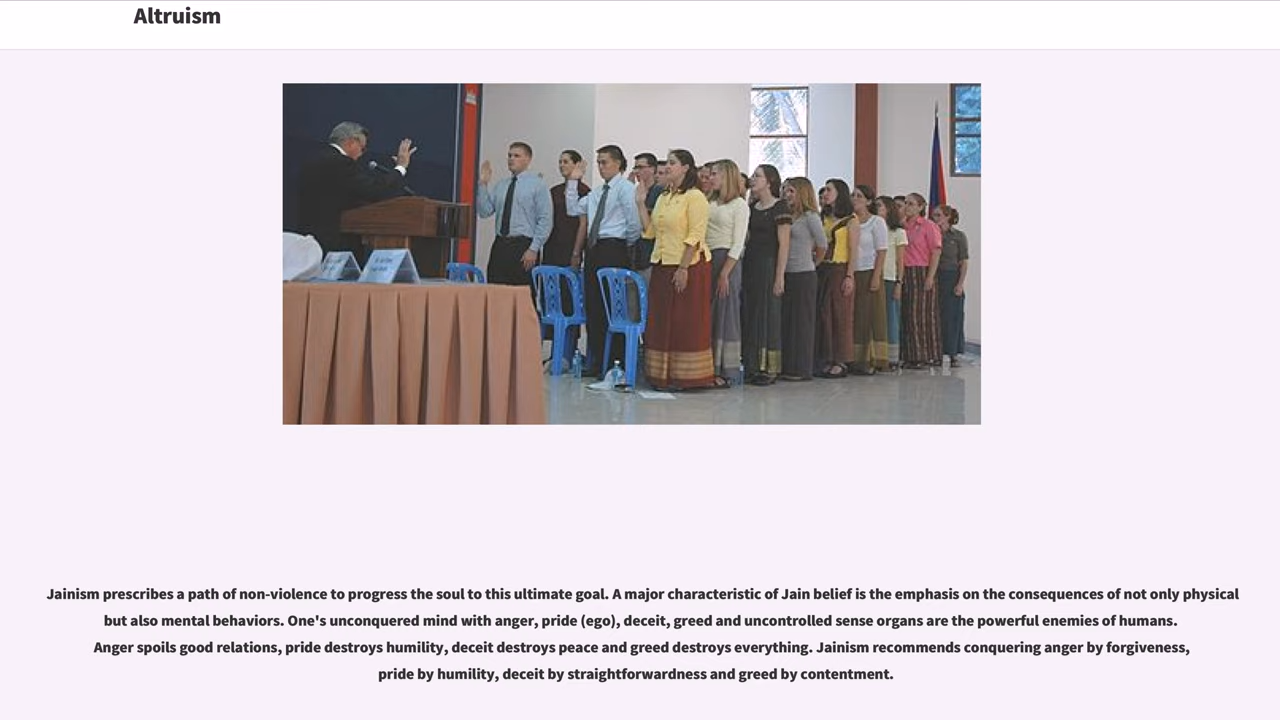 Altruism
Jainism prescribes a path of non-violence to progress the soul to this ultimate goal. A major characteristic of Jain belief is the emphasis on the consequences of not only physical
but also mental behaviors. One's unconquered mind with anger, pride (ego), deceit, greed and uncontrolled sense organs are the powerful enemies of humans.
Anger spoils good relations, pride destroys humility, deceit destroys peace and greed destroys everything. Jainism recommends conquering anger by forgiveness,
pride by humility, deceit by straightforwardness and greed by contentment.